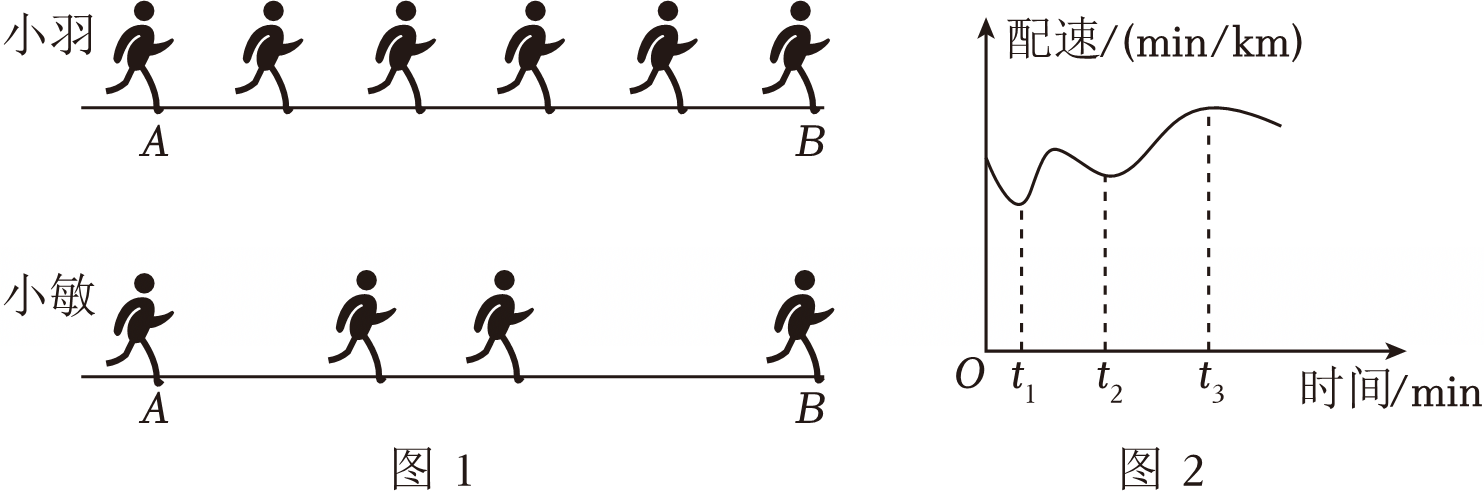 小羽
A B
小敏
A B
图 1
配速/(min/km)
O t₁ t₂ t₃
时间/min
图 2